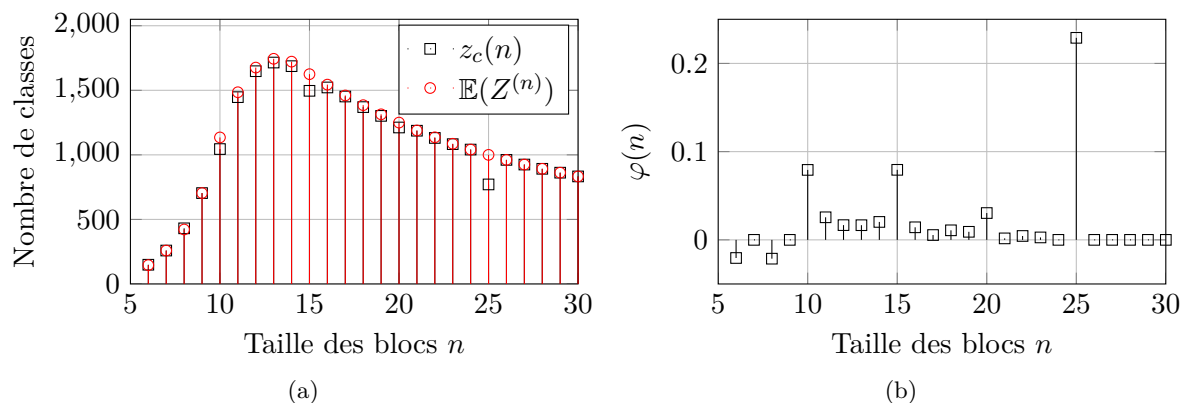 2,000
1,500
1,000
500
0
Nombre de classes
5 10 15 20 25 30
Taille des blocs n
z_c(n)
𝔼(Z^(n))
(a)
0.2
0.1
0
φ(n)
5 10 15 20 25 30
Taille des blocs n
(b)